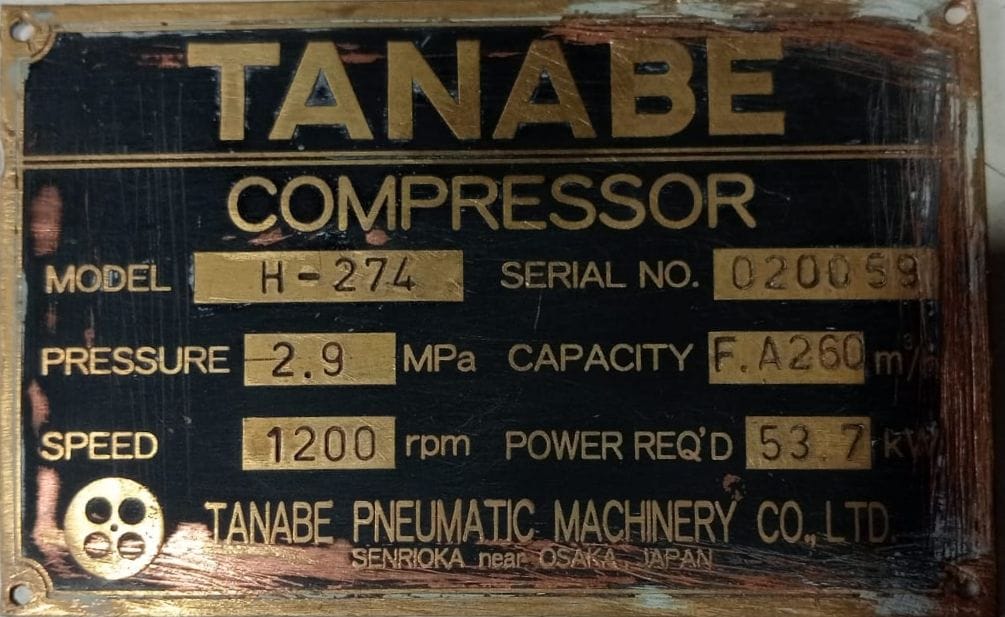 TANABE
COMPRESSOR
MODEL H-274 SERIAL NO. 020059
PRESSURE 2.9 MPa CAPACITY F.A260 m³/h
SPEED 1200 rpm POWER REQ'D 53.7 kW
TANABE PNEUMATIC MACHINERY CO., LTD.
SENRIOKA near OSAKA, JAPAN